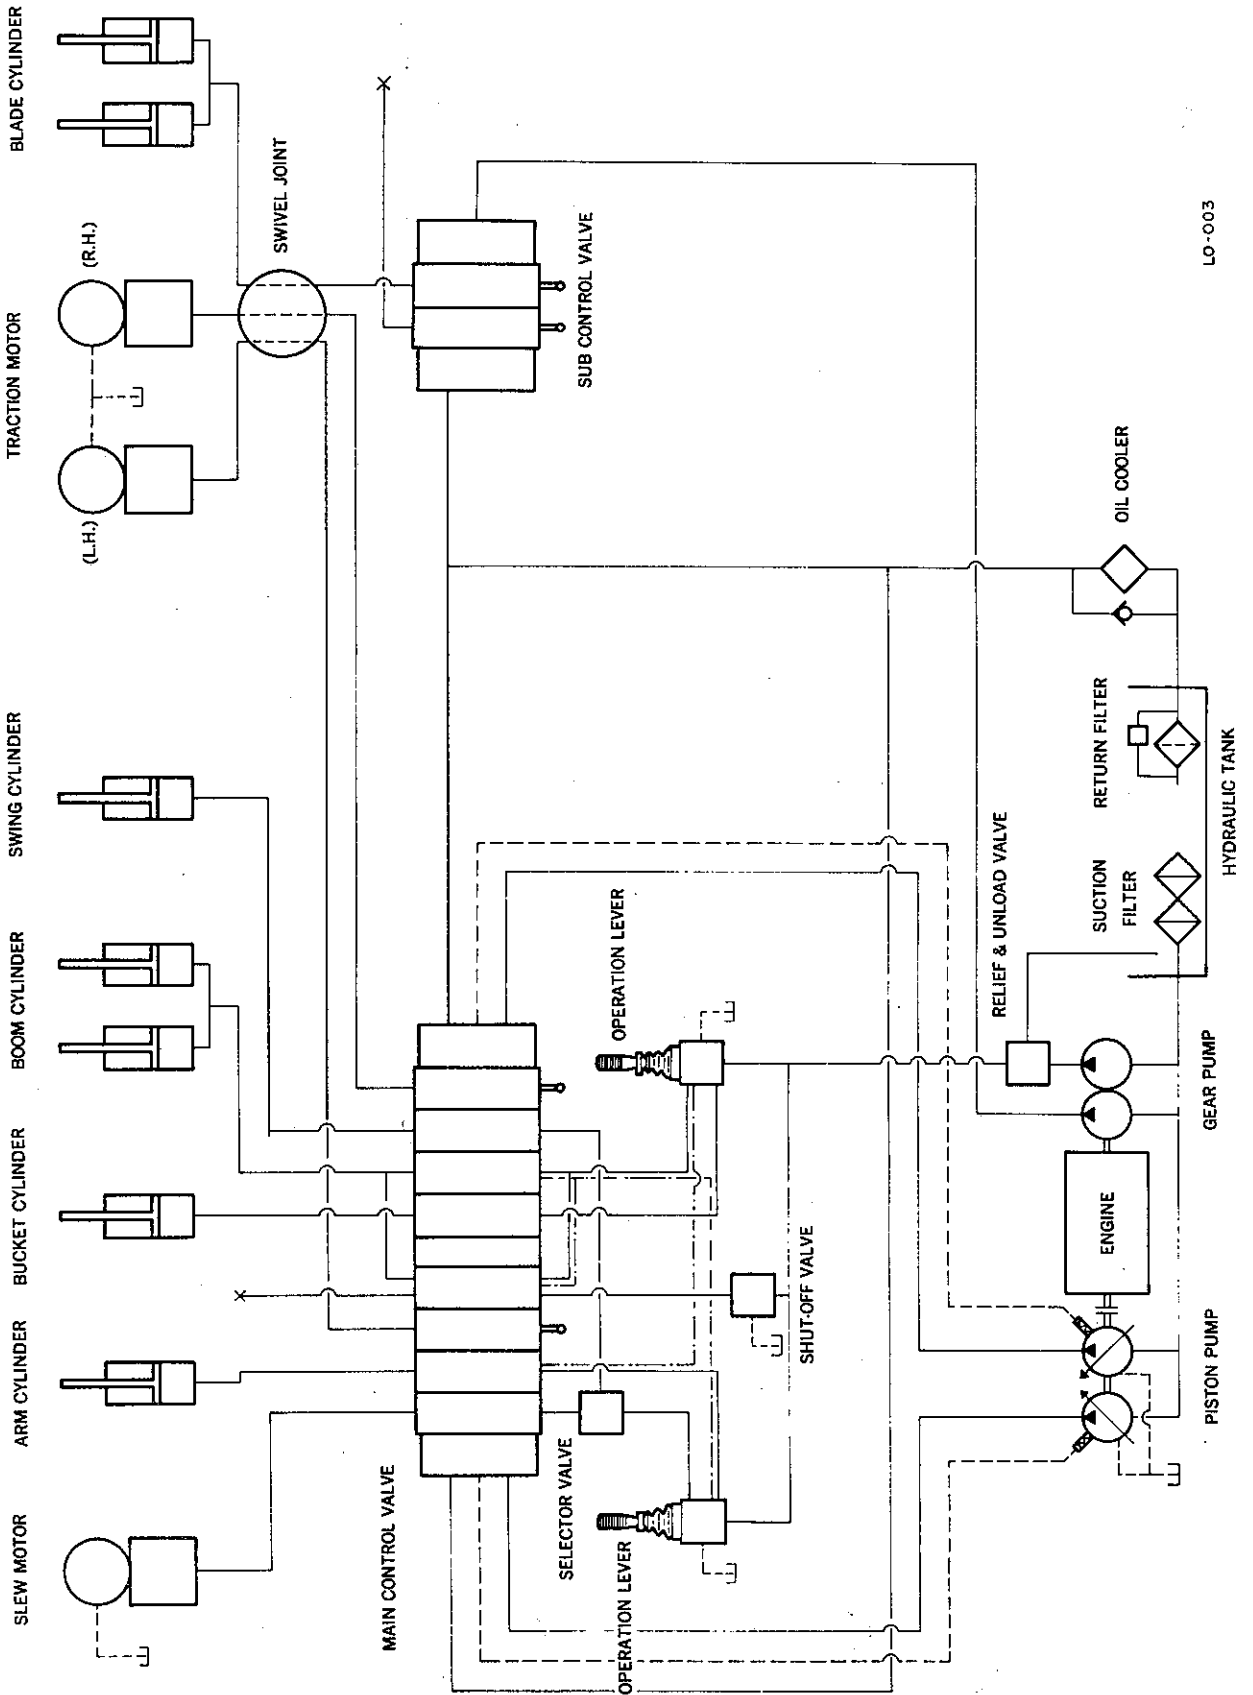 SLEW MOTOR
ARM CYLINDER
BUCKET CYLINDER
BOOM CYLINDER
SWING CYLINDER
TRACTION MOTOR
BLADE CYLINDER
(L.H.)
(R.H.)
SWIVEL JOINT
MAIN CONTROL VALVE
SUB CONTROL VALVE
SELECTOR VALVE
OPERATION LEVER
OPERATION LEVER
SHUT-OFF VALVE
RELIEF & UNLOAD VALVE
OIL COOLER
ENGINE
SUCTION
FILTER
RETURN FILTER
PISTON PUMP
GEAR PUMP
HYDRAULIC TANK
LO-003